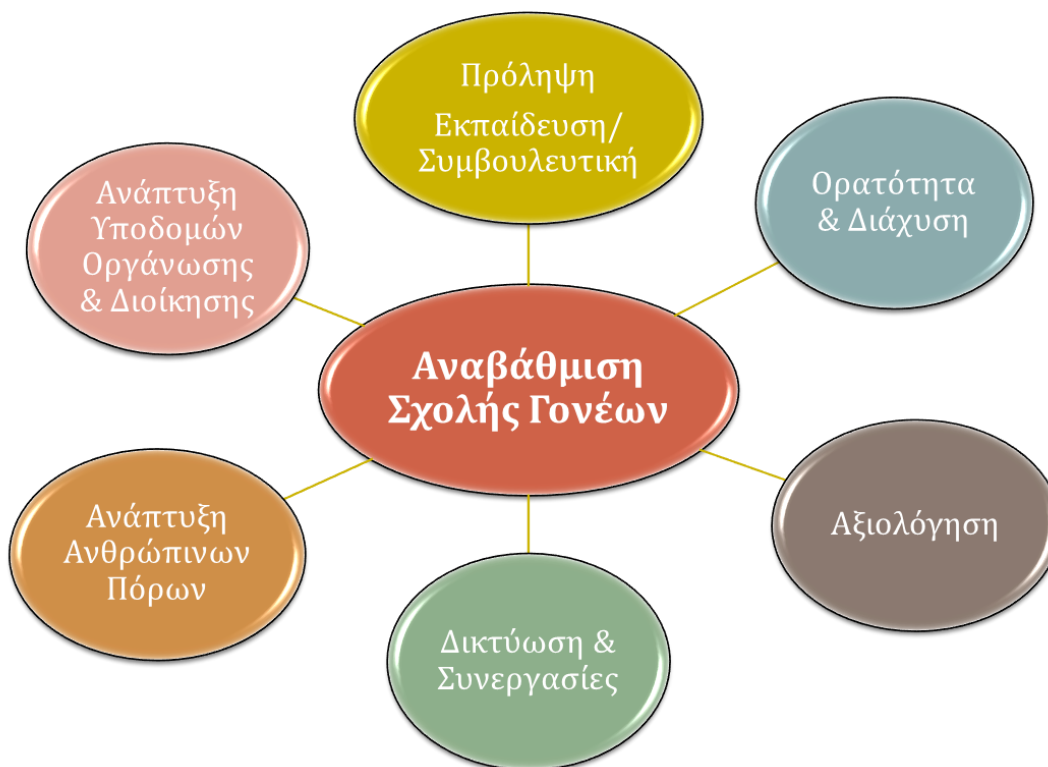 Πρόληψη
Εκπαίδευση/
Συμβουλευτική
Ορατότητα
& Διάχυση
Αξιολόγηση
Δικτύωση &
Συνεργασίες
Ανάπτυξη
Ανθρώπινων
Πόρων
Ανάπτυξη
Υποδομών
Οργάνωσης
& Διοίκησης
Αναβάθμιση
Σχολής Γονέων